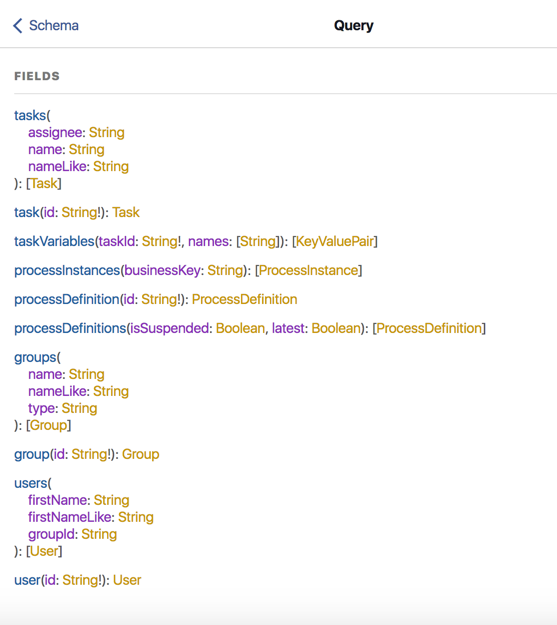 Schema
Query
FIELDS
tasks(
assignee: String
name: String
nameLike: String
): [Task]
task(id: String!): Task
taskVariables(taskId: String!, names: [String]): [KeyValuePair]
processInstances(businessKey: String): [ProcessInstance]
processDefinition(id: String!): ProcessDefinition
processDefinitions(isSuspended: Boolean, latest: Boolean): [ProcessDefinition]
groups(
name: String
nameLike: String
type: String
): [Group]
group(id: String!): Group
users(
firstName: String
firstNameLike: String
groupId: String
): [User]
user(id: String!): User